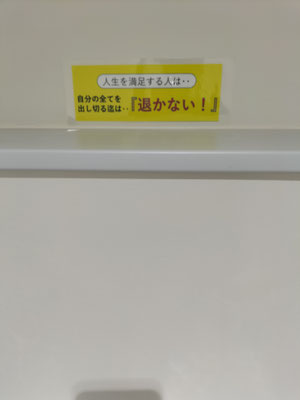 人生を満足する人は‥
自分の全てを
出し切る迄は‥『退かない！』